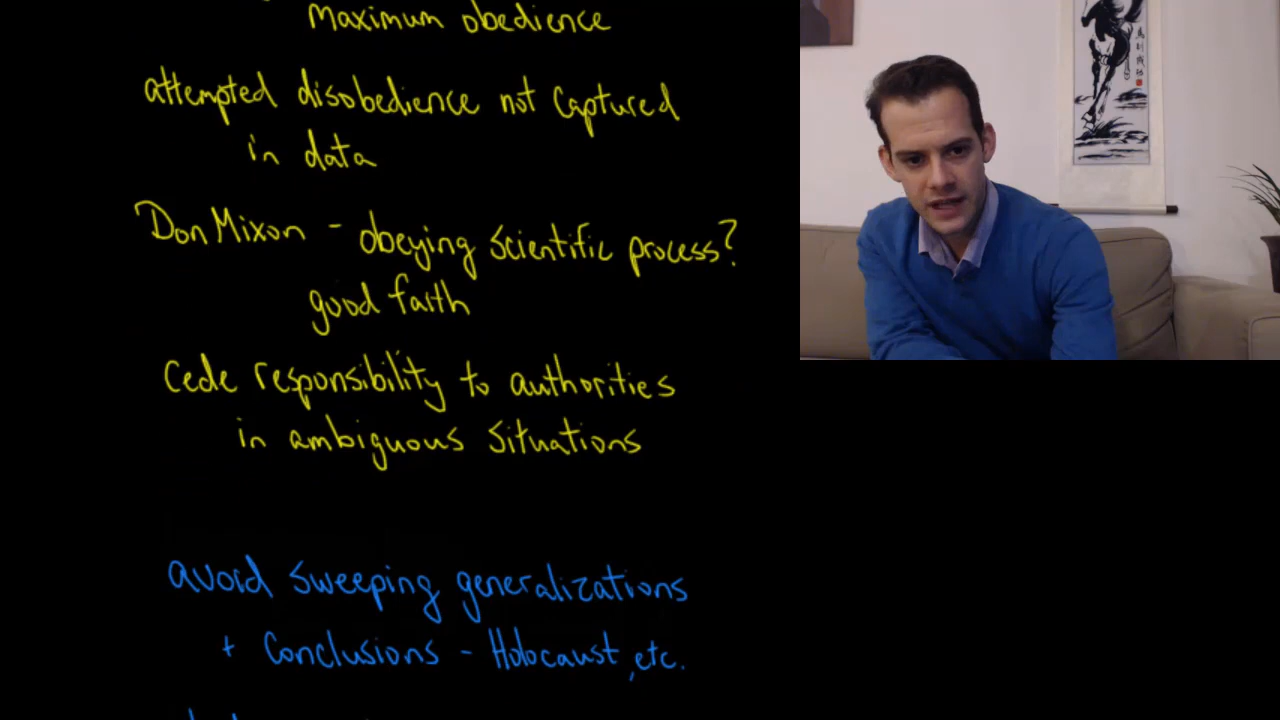 Maximum obedience
attempted disobedience not captured
in data
Don Mixon - obeying scientific process?
good faith
cede responsibility to authorities
in ambiguous situations
avoid sweeping generalizations
+ conclusions - Holocaust, etc.